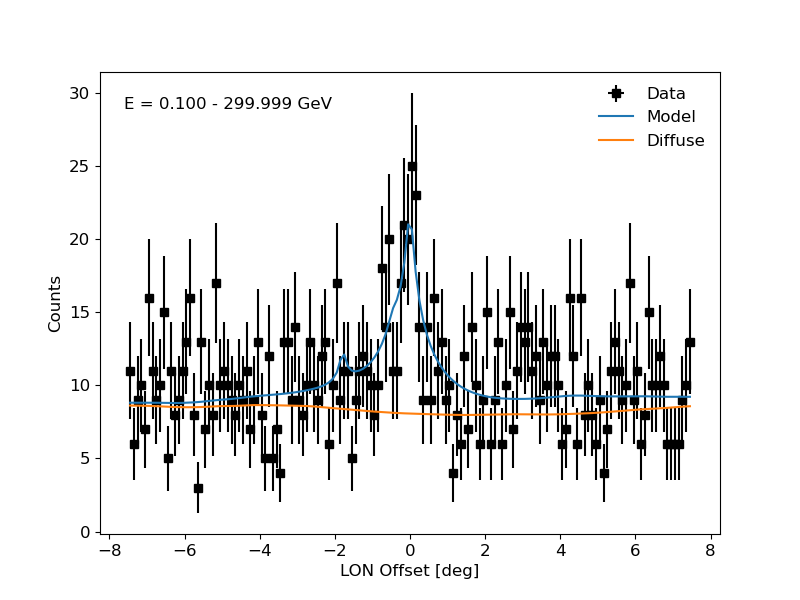 E = 0.100 - 299.999 GeV
Data
Model
Diffuse
Counts
30
25
20
15
10
5
0
−8 −6 −4 −2 0 2 4 6 8
LON Offset [deg]